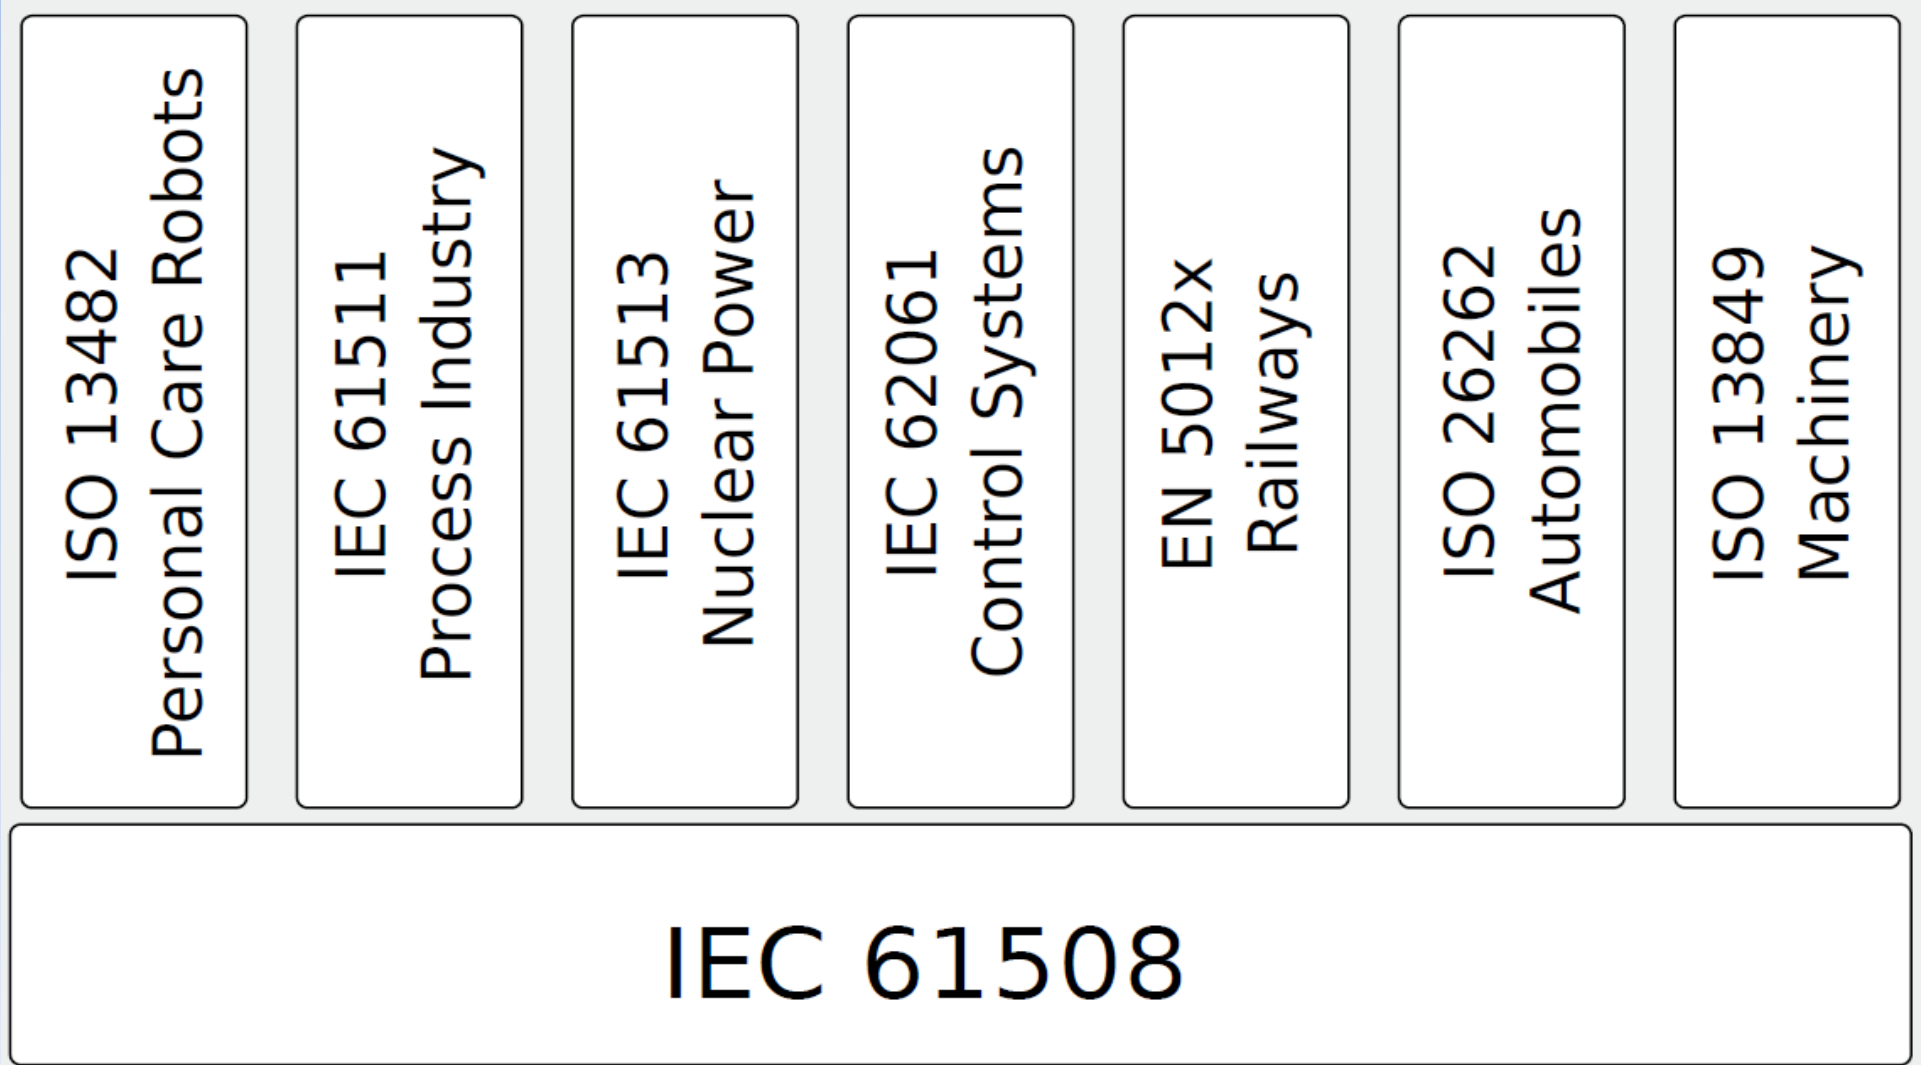 ISO 13482
Personal Care Robots
IEC 61511
Process Industry
IEC 61513
Nuclear Power
IEC 62061
Control Systems
EN 5012x
Railways
ISO 26262
Automobiles
ISO 13849
Machinery
IEC 61508